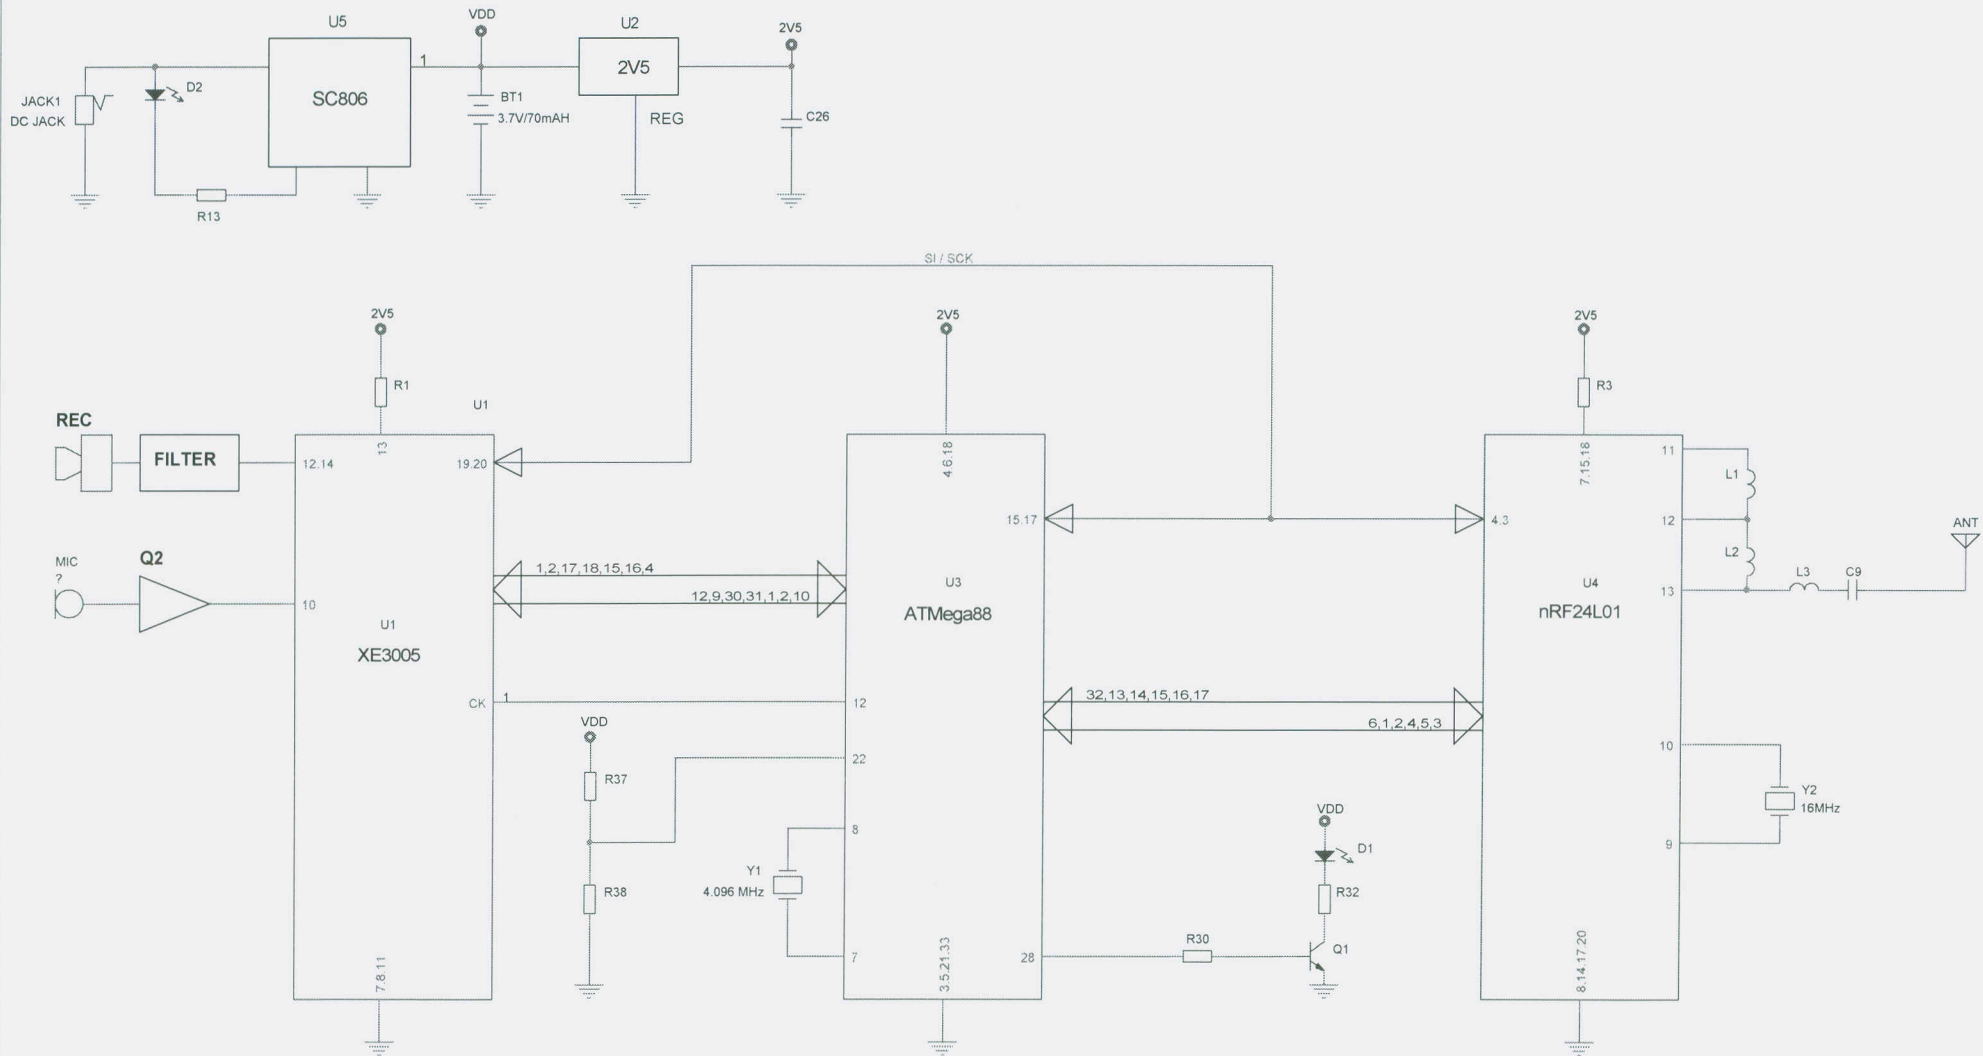 U5
VDD
U2
2V5
1
2V5
D2
SC806
JACK1
DC JACK
BT1
3.7V/70mAH
REG
C26
R13
SI / SCK
2V5
2V5
2V5
R1
R3
U1
REC
FILTER
12.14
13
19.20
4.6.18
7.15.18
11
L1
15.17
4.3
12
ANT
MIC
?
Q2
1,2,17,18,15,16,4
12,9,30,31,1,2,10
L2
L3
C9
10
U3
ATMega88
U4
nRF24L01
13
U1
XE3005
CK
1
12
32,13,14,15,16,17
6,1,2,4,5,3
VDD
22
10
R37
Y2
16MHz
VDD
8
D1
9
Y1
4.096 MHz
R38
R32
R30
Q1
7
28
7.8.11
3.5.21.33
8.14.17.20